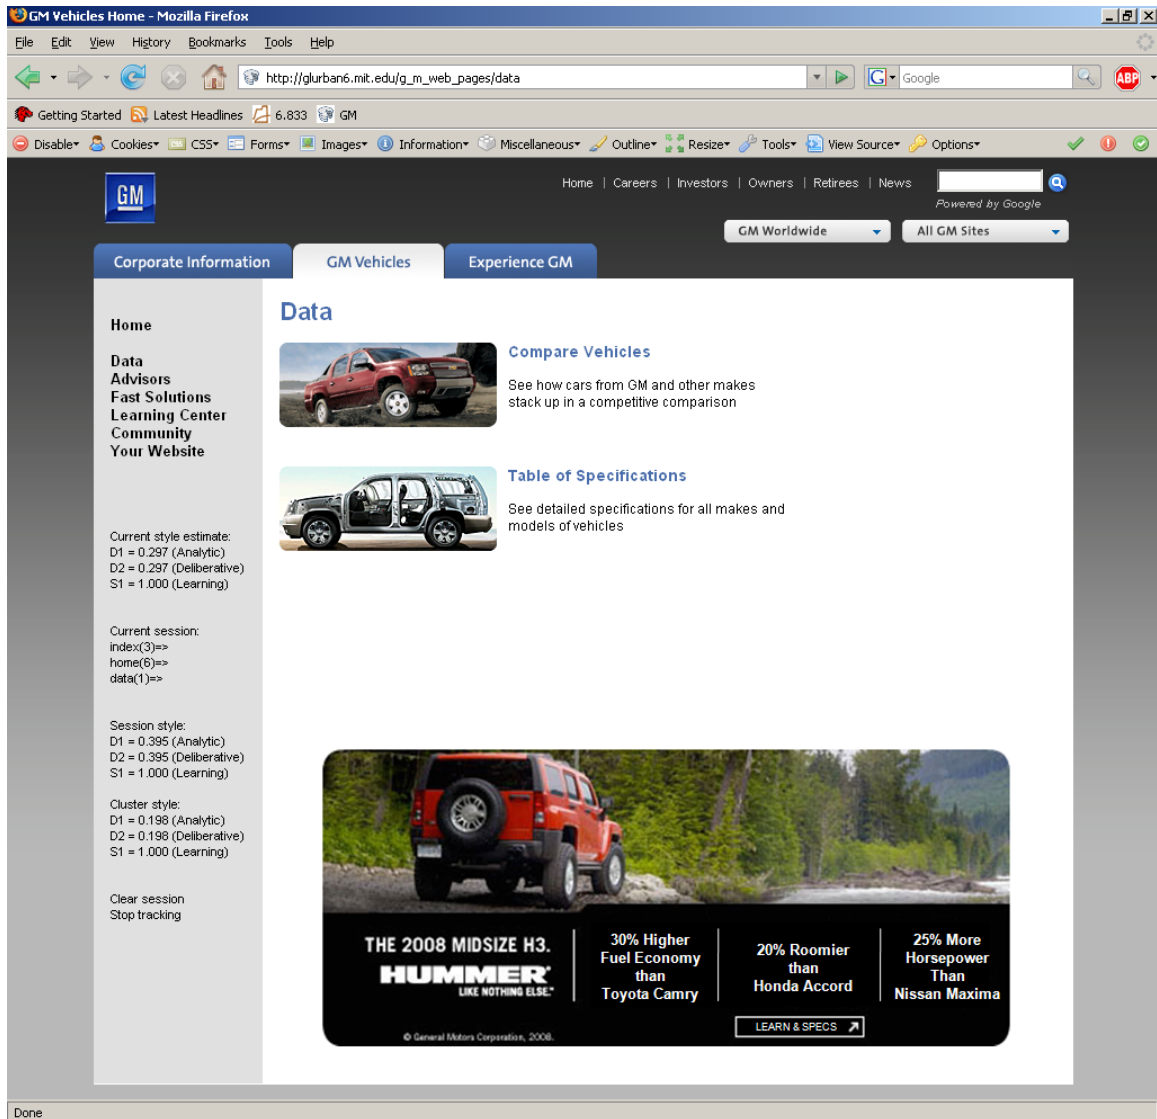 GM Vehicles Home - Mozilla Firefox
File Edit View History Bookmarks Tools Help
http://glurban6.mit.edu/g_m_web_pages/data
G Google
ABP
Getting Started Latest Headlines 6.833 GM
Disable Cookies CSS Forms Images Information Miscellaneous Outline Resize Tools View Source Options
GM
Home | Careers | Investors | Owners | Retirees | News
Powered by Google
GM Worldwide
All GM Sites
Corporate Information
GM Vehicles
Experience GM
Home
Data
Advisors
Fast Solutions
Learning Center
Community
Your Website
Current style estimate:
D1 = 0.297 (Analytic)
D2 = 0.297 (Deliberative)
S1 = 1.000 (Learning)
Current session:
index(3)=>
home(6)=>
data(1)=>
Session style:
D1 = 0.395 (Analytic)
D2 = 0.395 (Deliberative)
S1 = 1.000 (Learning)
Cluster style:
D1 = 0.198 (Analytic)
D2 = 0.198 (Deliberative)
S1 = 1.000 (Learning)
Clear session
Stop tracking
Data
Compare Vehicles
See how cars from GM and other makes
stack up in a competitive comparison
Table of Specifications
See detailed specifications for all makes and
models of vehicles
THE 2008 MIDSIZE H3.
HUMMER
LIKE NOTHING ELSE.™
© General Motors Corporation, 2008.
30% Higher
Fuel Economy
than
Toyota Camry
20% Roomier
than
Honda Accord
25% More
Horsepower
Than
Nissan Maxima
LEARN & SPECS
Done